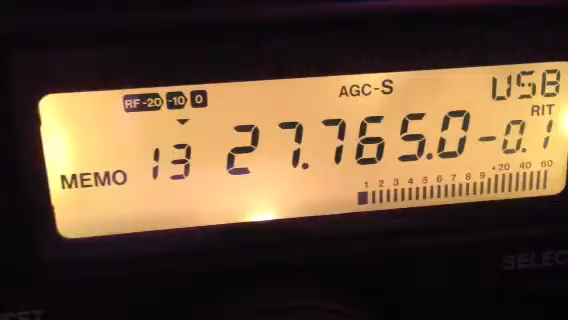 RF-20 -10 0 AGC-S USB
RIT
MEMO 13 27.765.0 -0.1
1 2 3 4 5 6 7 8 9 +20 40 60
SELEC